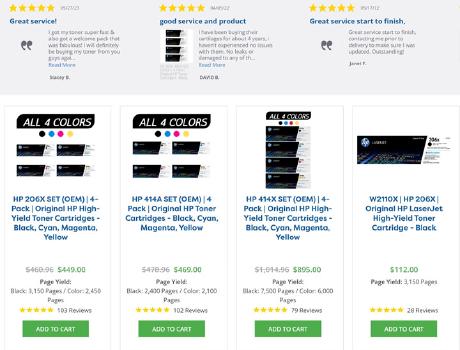 05/27/23
Great service!
I got my toner super fast & also got a welcome pack that was fabulous! I will definitely be buying my toner from you guys agai...
Read More
Stacey B.
04/05/22
good service and product
I have been buying their cartilages for about 4 years, I haven't experienced no issues with them. No leaks or damaged to any of th...
Read More
DAVID B.
05/17/12
Great service start to finish,
Great service start to finish, contacting me prior to delivery to make sure I was updated. Outstanding!
Janet F.
ALL 4 COLORS
HP 206X SET (OEM) | 4-
Pack | Original HP High-
Yield Toner Cartridges -
Black, Cyan, Magenta,
Yellow
$460.96 $449.00
Page Yield:
Black: 3,150 Pages / Color: 2,450
Pages
103 Reviews
ADD TO CART
ALL 4 COLORS
HP 414A SET (OEM) | 4
Pack | Original HP Toner
Cartridges - Black, Cyan,
Magenta, Yellow
$478.96 $469.00
Page Yield:
Black: 2,400 Pages / Color: 2,100
Pages
102 Reviews
ADD TO CART
ALL 4 COLORS
HP 414X SET (OEM) | 4-
Pack | Original HP High-
Yield Toner Cartridges -
Black, Cyan, Magenta,
Yellow
$1,014.96 $895.00
Page Yield:
Black: 7,500 Pages / Color: 6,000
Pages
79 Reviews
ADD TO CART
206x
W2110X | HP 206X |
Original HP LaserJet
High-Yield Toner
Cartridge - Black
$112.00
Page Yield: 3,150 Pages
28 Reviews
ADD TO CART